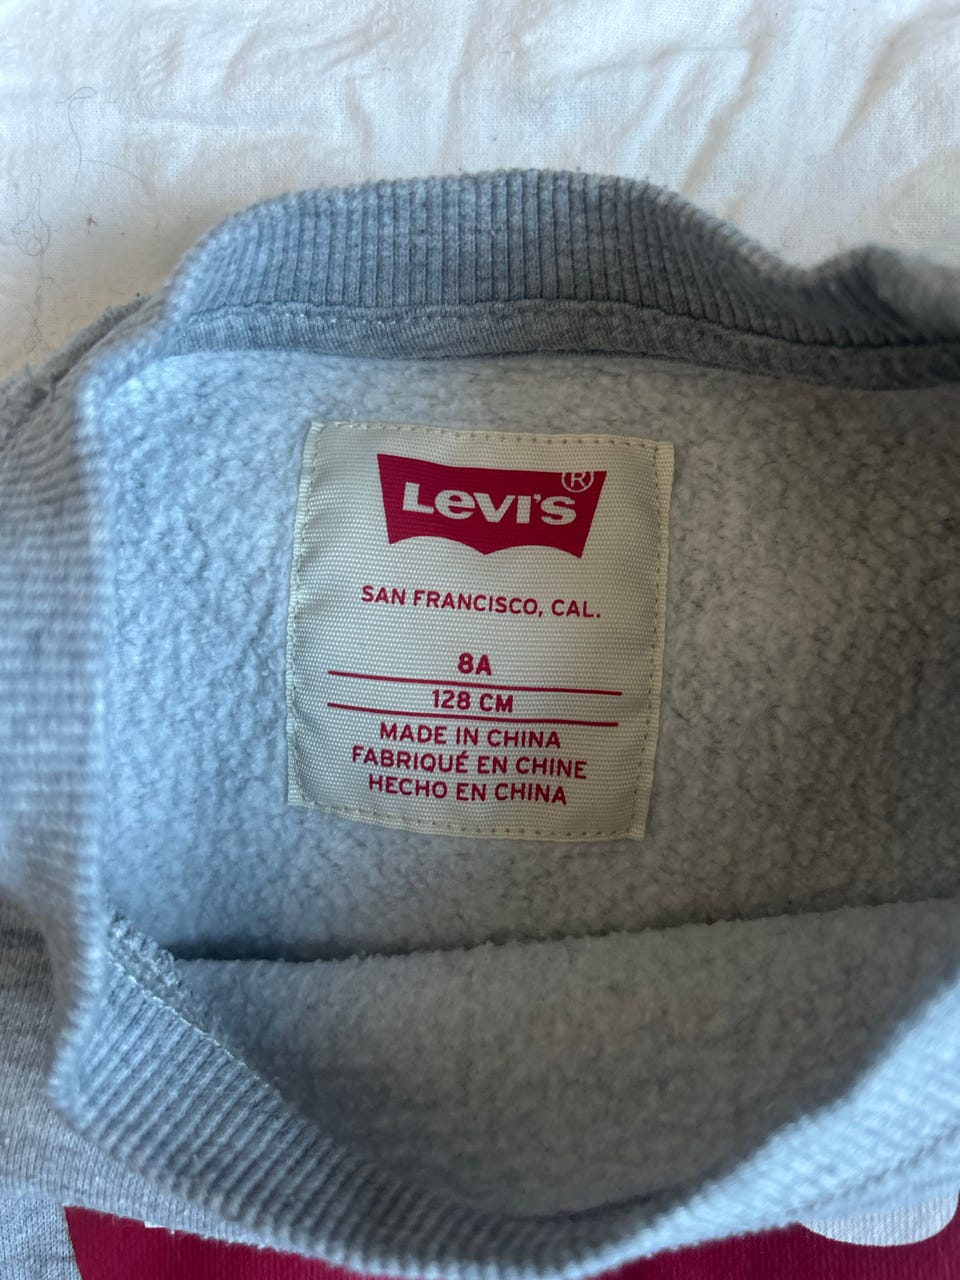 LEVI'S ®
SAN FRANCISCO, CAL.
8A
128 CM
MADE IN CHINA
FABRIQUÉ EN CHINE
HECHO EN CHINA